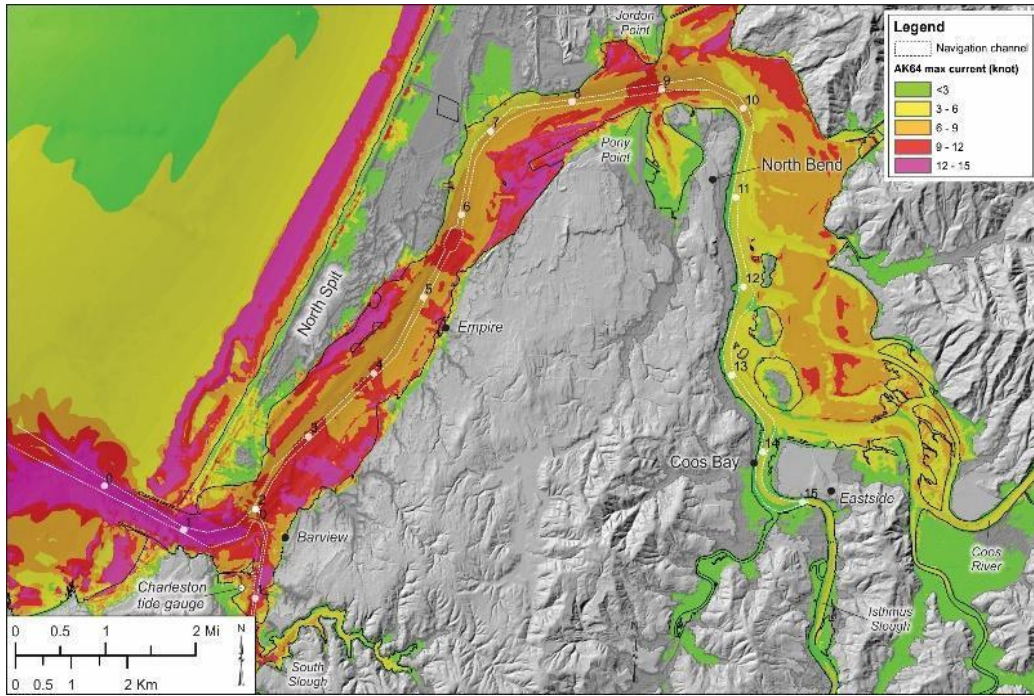 Jordon
Point
Legend
Navigation channel
AK64 max current (knot)
<3
3 - 6
6 - 9
9 - 12
12 - 15
9
8
10
7
Pony
Point
North Bend
11
6
North Spit
5
12
Empire
4
13
3
14
Coos Bay
0
2
15
Eastside
Barview
Coos
River
Charleston
tide gauge
1
Isthmus
Slough
0 0.5 1 2 Mi
N
0 0.5 1 2 Km
South
Slough